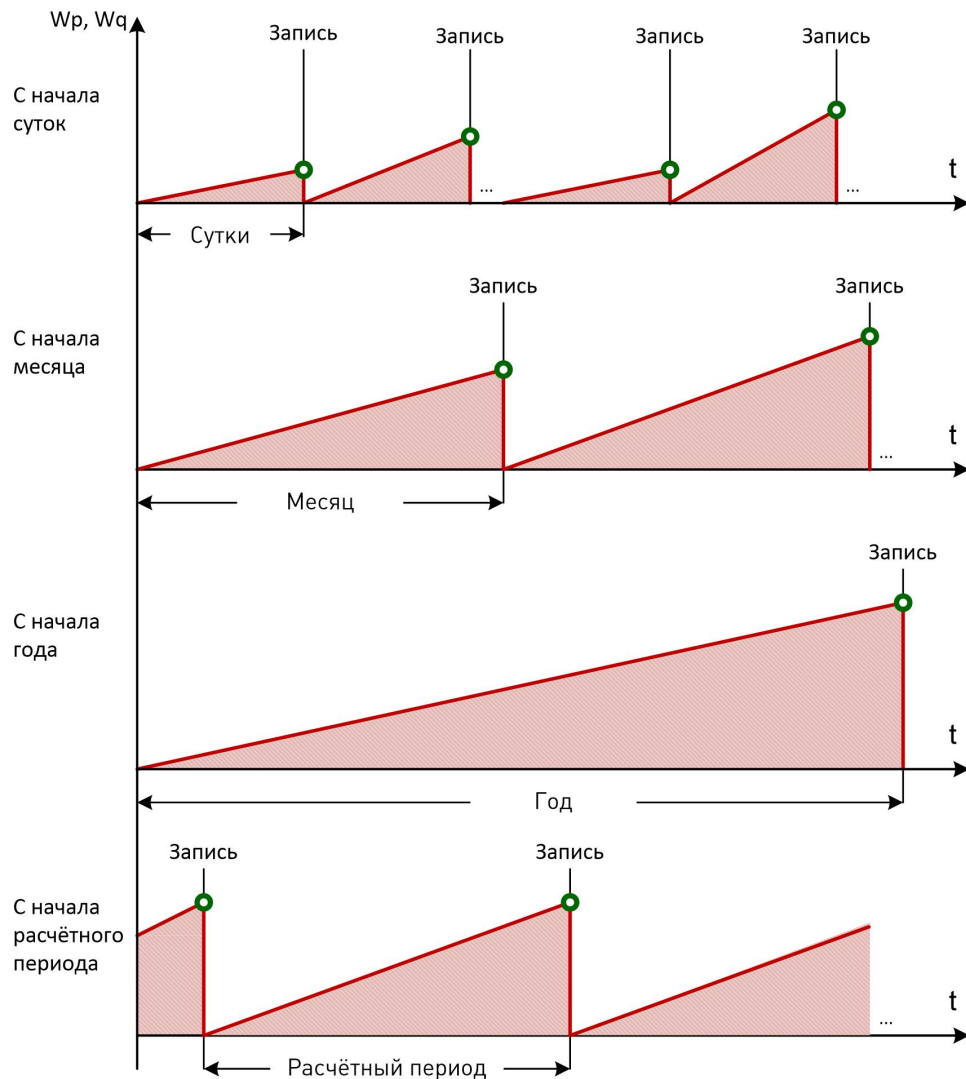 Wp, Wq
Запись
Запись
Запись
Запись
С начала
суток
t
...
...
Сутки
Запись
Запись
С начала
месяца
t
...
Месяц
Запись
С начала
года
t
Год
Запись
Запись
С начала
расчётного
периода
t
...
Расчётный период